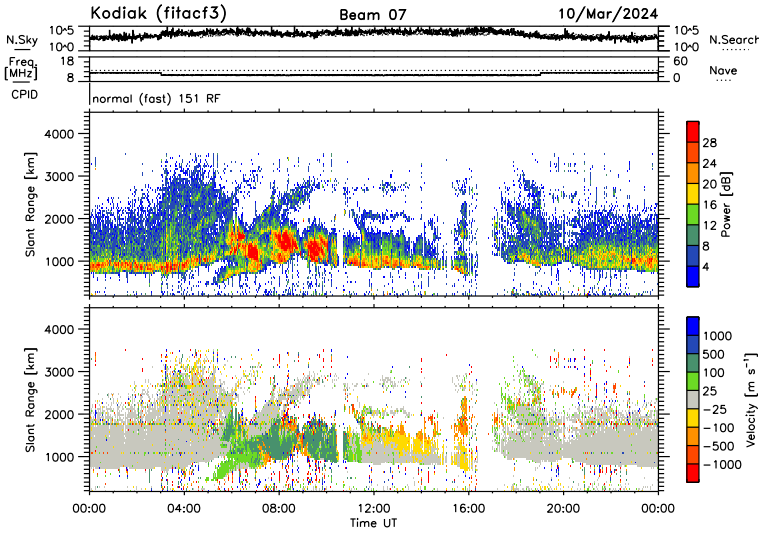 Kodiak (fitacf3) Beam 07 10/Mar/2024
N.Sky 10^5 10^0 10^5 10^0 N.Search
Freq. [MHz] 18 8 60 0 Nave
CPID normal (fast) 151 RF
Slant Range [km]
4000
3000
2000
1000
28
24
20
16
12
8
4
Power [dB]
Slant Range [km]
4000
3000
2000
1000
1000
500
100
25
-25
-100
-500
-1000
Velocity [m s⁻¹]
00:00 04:00 08:00 12:00 16:00 20:00 00:00
Time UT